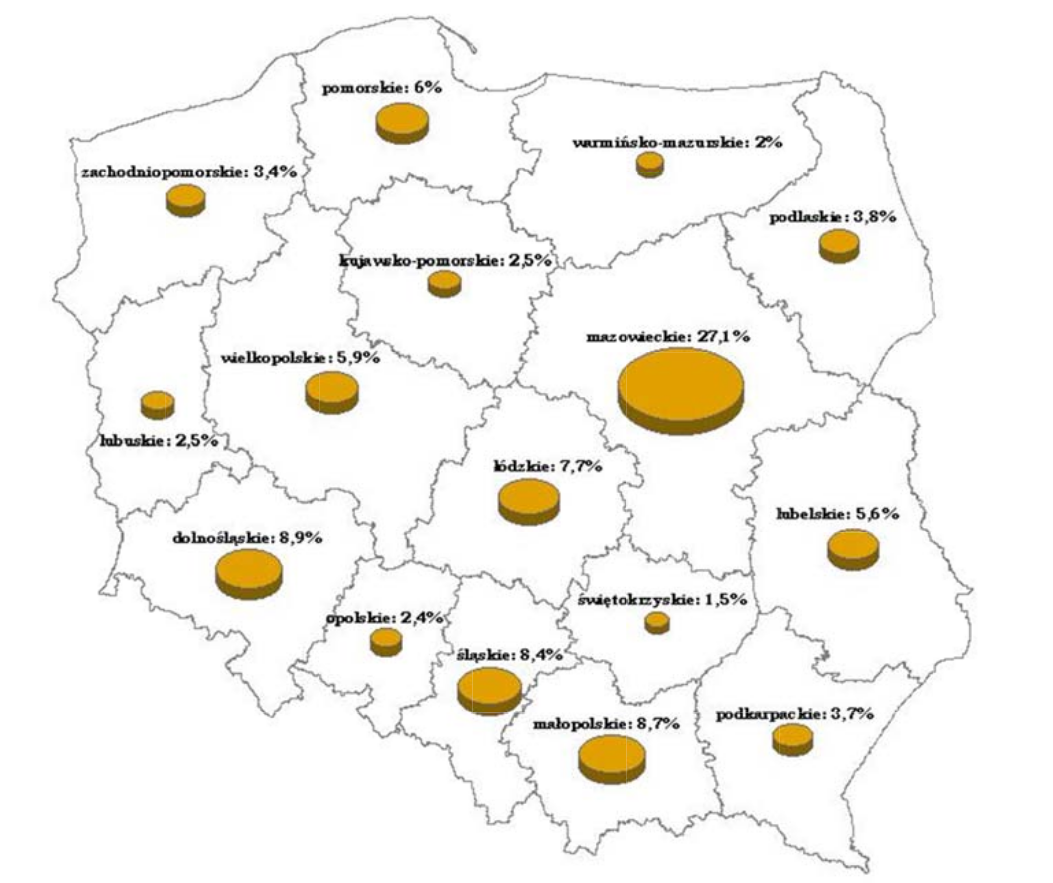 pomorskie: 6%
warmińsko-mazurskie: 2%
zachodniopomorskie: 3,4%
podlaskie: 3,8%
kujawsko-pomorskie: 2,5%
mazowieckie: 27,1%
wielkopolskie: 5,9%
lubuskie: 2,5%
łódzkie: 7,7%
lubelskie: 5,6%
dolnośląskie: 8,9%
świętokrzyskie: 1,5%
opolskie: 2,4%
śląskie: 8,4%
podkarpackie: 3,7%
małopolskie: 8,7%